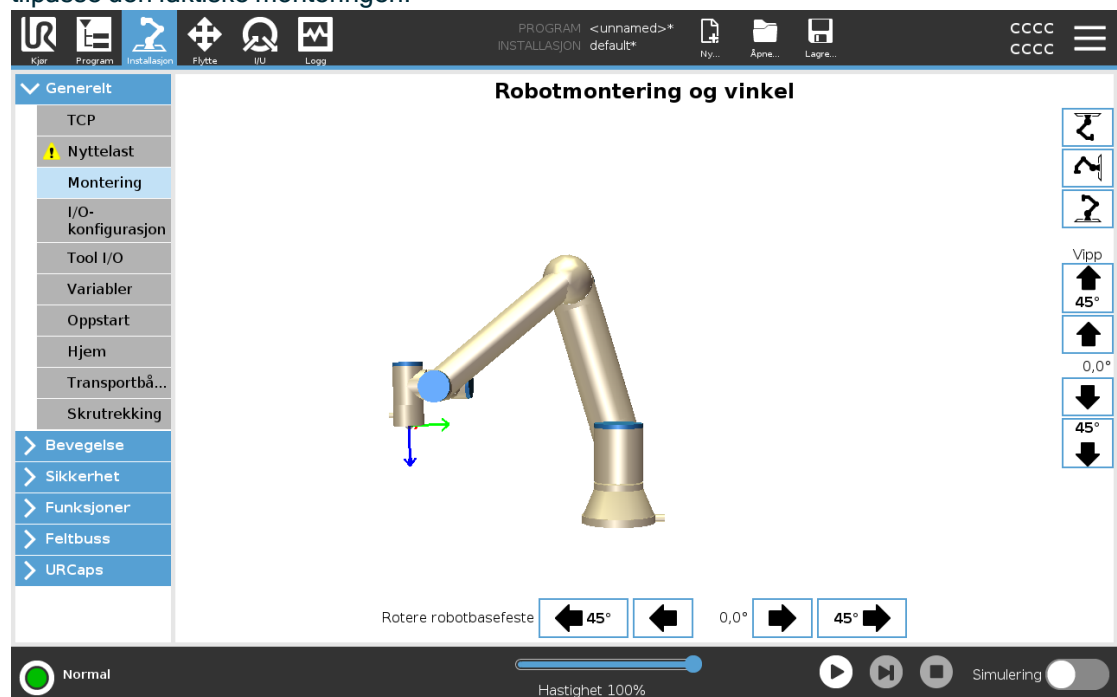 tilpasse den faktiske monteringen.
UR
PROGRAM <unnamed>*
INSTALLASJON default*
cccc
cccc
Kjør Program Installasjon Flytte I/U Logg Ny... Åpne... Lagre...
Generelt
Robotmontering og vinkel
TCP
Nyttelast
Montering
I/O-
konfigurasjon
Tool I/O
Vipp
Variabler
45°
Oppstart
Hjem
0,0°
Transportbå...
Skrutrekking
45°
Bevegelse
Sikkerhet
Funksjoner
Feltbuss
URCaps
Rotere robotbasefeste 45° 0,0° 45°
Normal
Hastighet 100%
Simulering